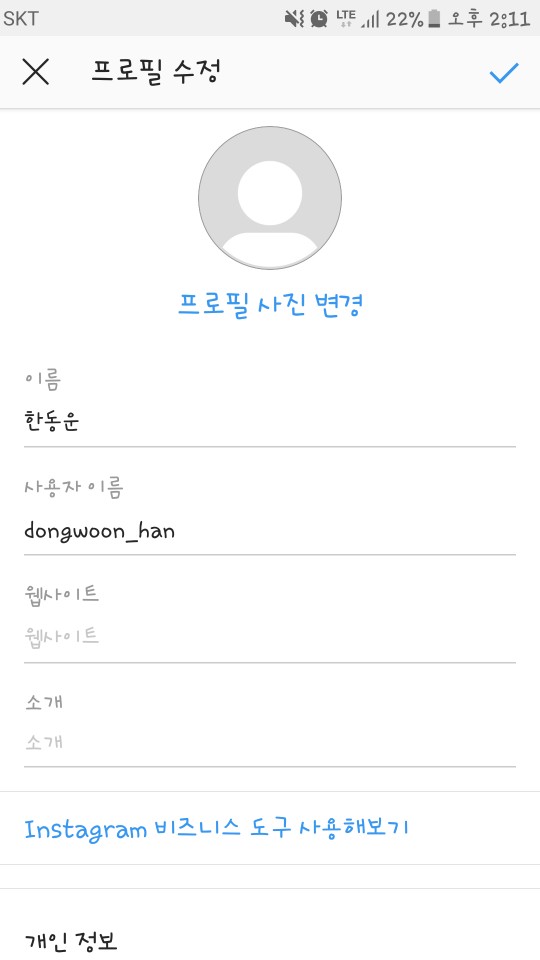 SKT LTE 22% 오후 2:11
프로필 수정
프로필 사진 변경
이름
한동운
사용자 이름
dongwoon_han
웹사이트
웹사이트
소개
소개
Instagram 비즈니스 도구 사용해보기
개인 정보